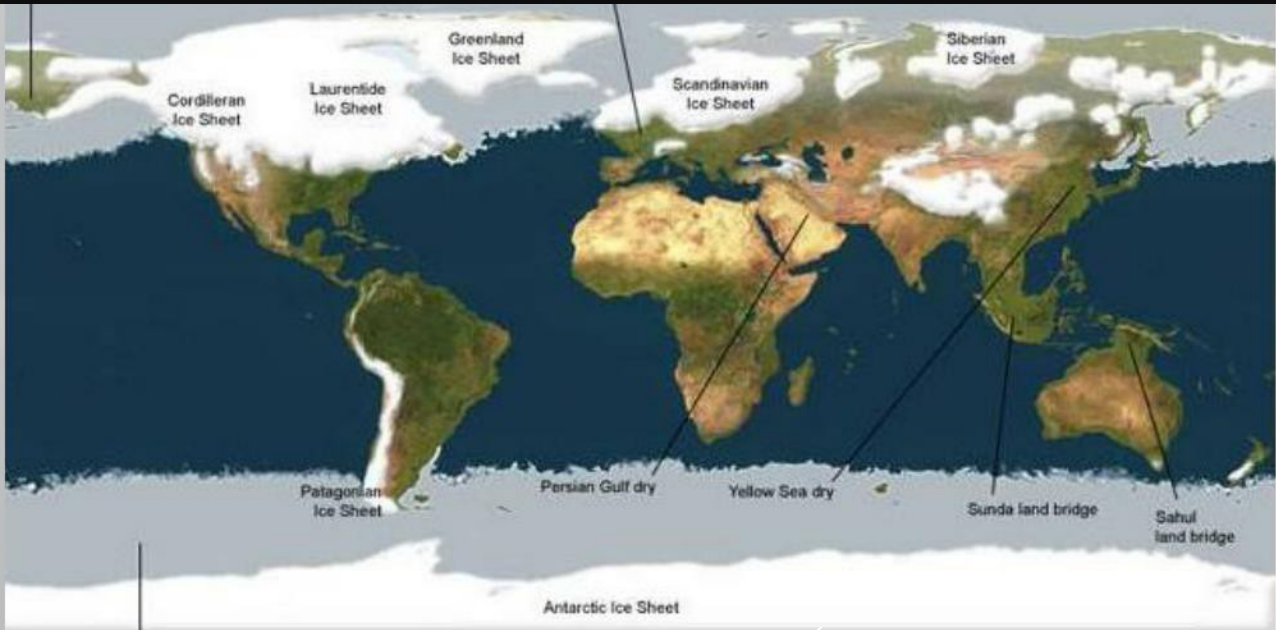 Greenland
Ice Sheet
Siberian
Ice Sheet
Scandinavian
Ice Sheet
Laurentide
Ice Sheet
Cordilleran
Ice Sheet
Patagonian
Ice Sheet
Persian Gulf dry
Yellow Sea dry
Sunda land bridge
Sahul
land bridge
Antarctic Ice Sheet